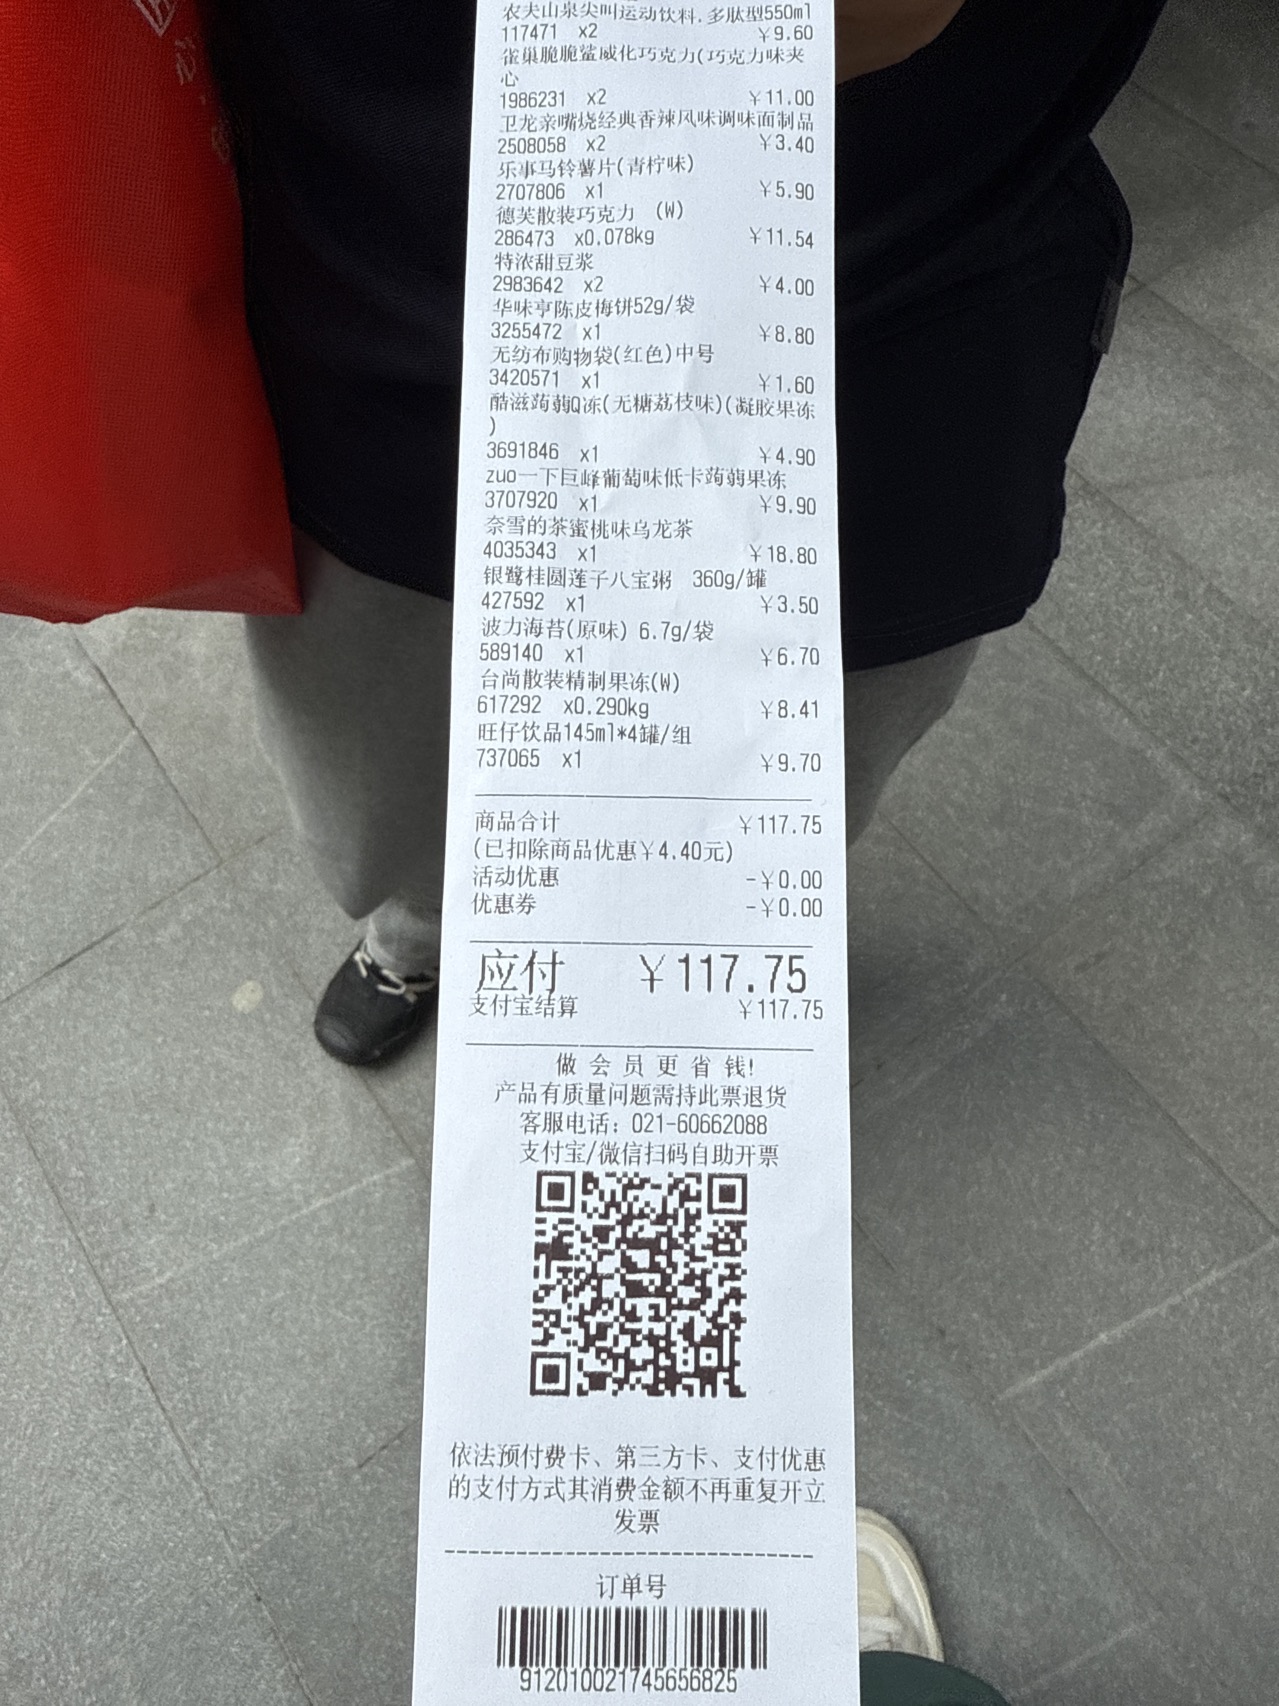 农夫山泉尖叫运动饮料.多肽型550ml
117471 x2 ￥9.60
雀巢脆脆鲨威化巧克力(巧克力味夹
心
1986231 x2 ￥11.00
卫龙亲嘴烧经典香辣风味调味面制品
2508058 x2 ￥3.40
乐事马铃薯片(青柠味)
2707806 x1 ￥5.90
德芙散装巧克力 (W)
286473 x0.078kg ￥11.54
特浓甜豆浆
2983642 x2 ￥4.00
华味亨陈皮梅饼52g/袋
3255472 x1 ￥8.80
无纺布购物袋(红色)中号
3420571 x1 ￥1.60
酷滋蒟蒻Q冻(无糖荔枝味)(凝胶果冻
)
3691846 x1 ￥4.90
zuo一下巨峰葡萄味低卡蒟蒻果冻
3707920 x1 ￥9.90
奈雪的茶蜜桃味乌龙茶
4035343 x1 ￥18.80
银鹭桂圆莲子八宝粥 360g/罐
427592 x1 ￥3.50
波力海苔(原味) 6.7g/袋
589140 x1 ￥6.70
台尚散装精制果冻(W)
617292 x0.290kg ￥8.41
旺仔饮品145ml*4罐/组
737065 x1 ￥9.70
商品合计 ￥117.75
(已扣除商品优惠￥4.40元)
活动优惠 -￥0.00
优惠券 -￥0.00
应付 ￥117.75
支付宝结算 ￥117.75
做会员更省钱!
产品有质量问题需持此票退货
客服电话: 021-60662088
支付宝/微信扫码自助开票
依法预付费卡、第三方卡、支付优惠
的支付方式其消费金额不再重复开立
发票
订单号
912010021745656825